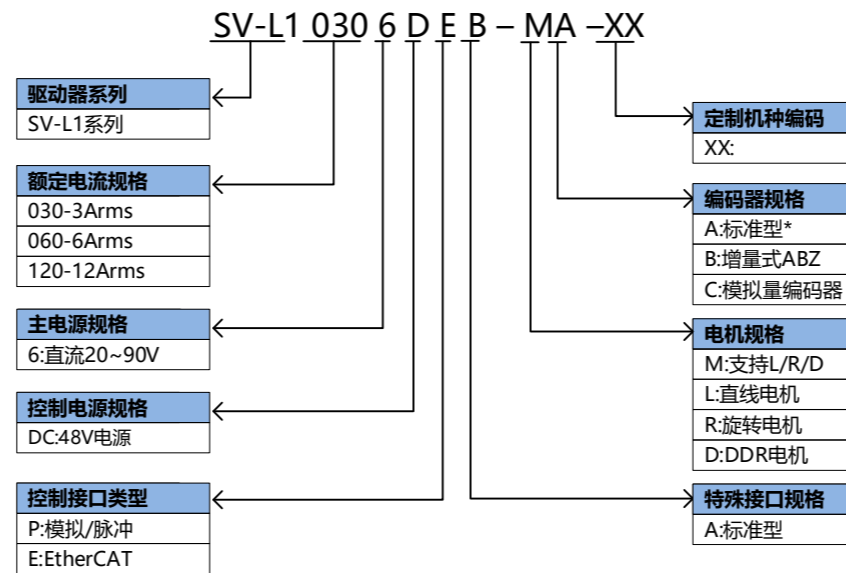 SV-L1 030 6 D E B – MA –XX
驱动器系列
SV-L1系列
额定电流规格
030-3Arms
060-6Arms
120-12Arms
主电源规格
6:直流20~90V
控制电源规格
DC:48V电源
控制接口类型
P:模拟/脉冲
E:EtherCAT
定制机种编码
XX:
编码器规格
A:标准型*
B:增量式ABZ
C:模拟量编码器
电机规格
M:支持L/R/D
L:直线电机
R:旋转电机
D:DDR电机
特殊接口规格
A:标准型